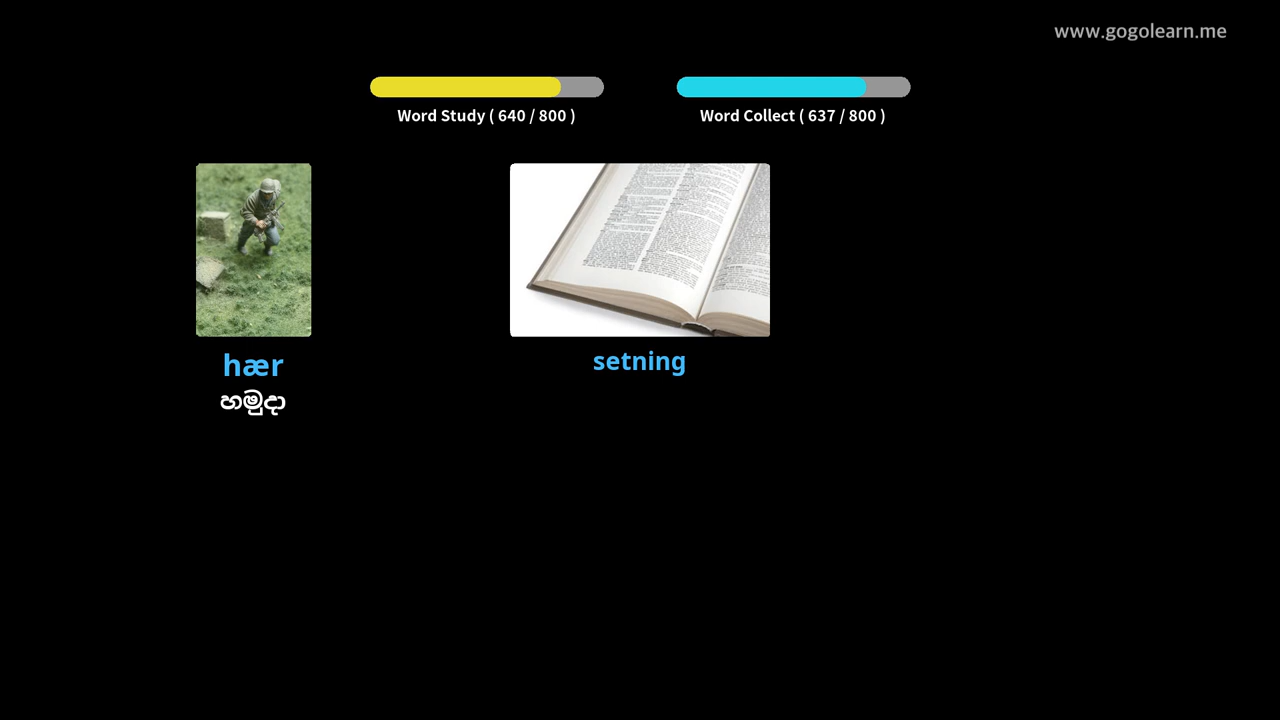 www.gogolearn.me
Word Study ( 640 / 800 )
Word Collect ( 637 / 800 )
hær
හමුදා
setning